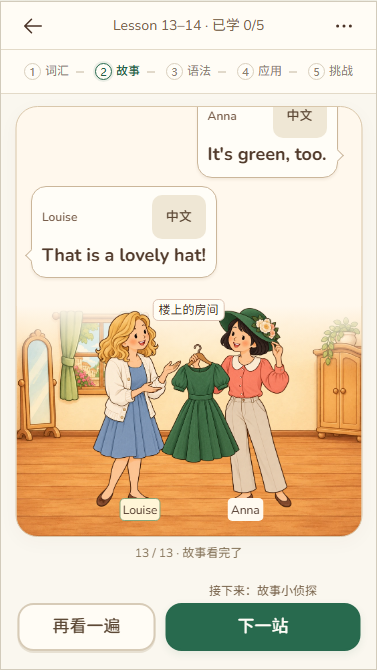 Lesson 13–14 · 已学 0/5
1 词汇 2 故事 3 语法 4 应用 5 挑战
Anna 中文
It's green, too.
Louise 中文
That is a lovely hat!
楼上的房间
Louise Anna
13 / 13 · 故事看完了
接下来：故事小侦探
再看一遍 下一站